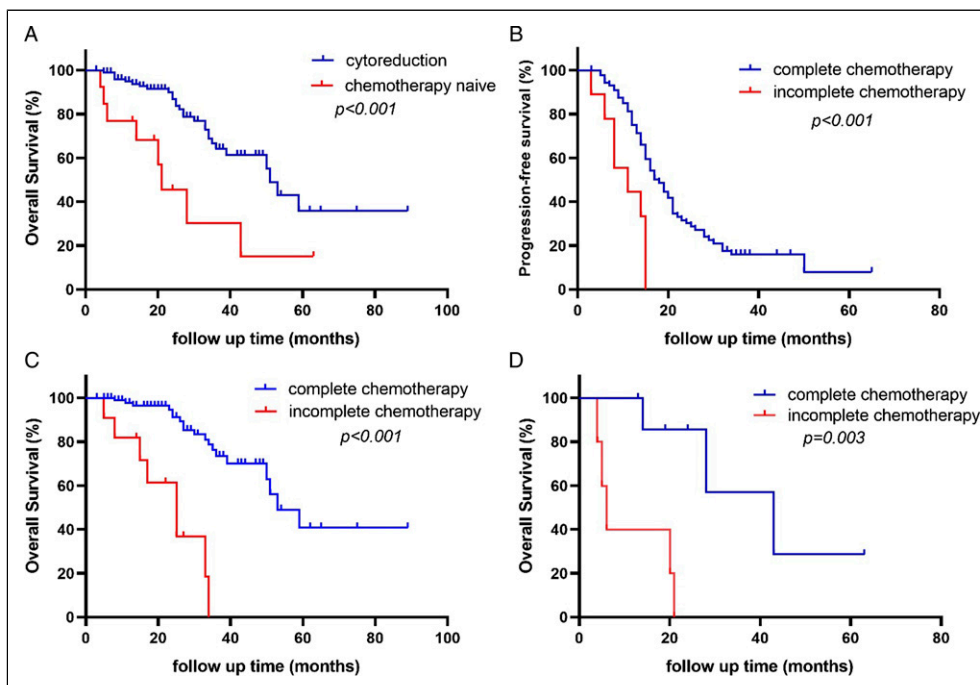 A
cytoreduction
chemotherapy naive
p<0.001
Overall Survival (%)
100
80
60
40
20
0
0 20 40 60 80 100
follow up time (months)
B
complete chemotherapy
incomplete chemotherapy
p<0.001
Progression-free survival (%)
100
80
60
40
20
0
0 20 40 60 80
follow up time (months)
C
complete chemotherapy
incomplete chemotherapy
p<0.001
Overall Survival (%)
100
80
60
40
20
0
0 20 40 60 80 100
follow up time (months)
D
complete chemotherapy
incomplete chemotherapy
p=0.003
Overall Survival (%)
100
80
60
40
20
0
0 20 40 60 80
follow up time (months)